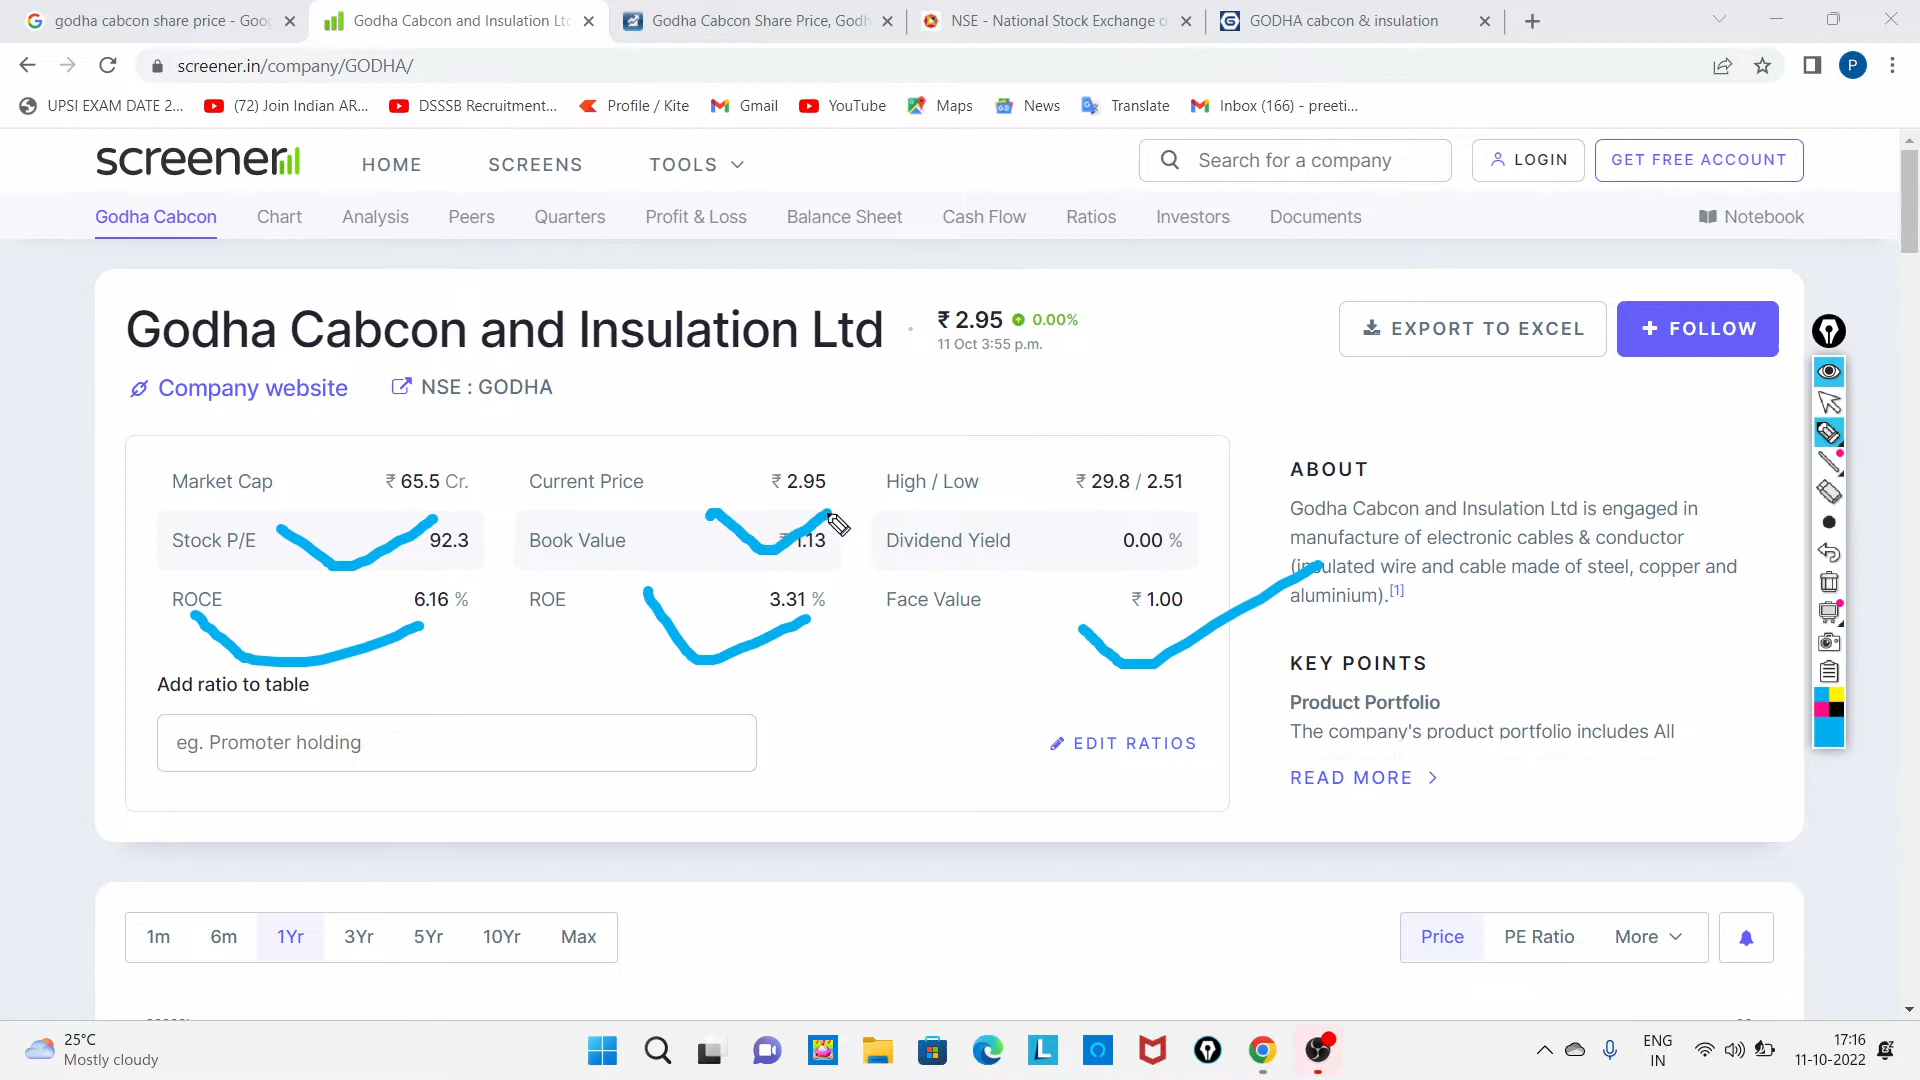 godha cabcon share price - Goo
Godha Cabcon and Insulation Ltd
Godha Cabcon Share Price, Godh
NSE - National Stock Exchange o
GODHA cabcon & insulation
screener.in/company/GODHA/
P
UPSI EXAM DATE 2...
(72) Join Indian AR...
DSSSB Recruitment...
Profile / Kite
Gmail
YouTube
Maps
News
Translate
Inbox (166) - preeti...
screener
HOME
SCREENS
TOOLS
Search for a company
LOGIN
GET FREE ACCOUNT
Godha Cabcon
Chart
Analysis
Peers
Quarters
Profit & Loss
Balance Sheet
Cash Flow
Ratios
Investors
Documents
Notebook
Godha Cabcon and Insulation Ltd
₹ 2.95 0.00%
11 Oct 3:55 p.m.
EXPORT TO EXCEL
+ FOLLOW
Company website
NSE : GODHA
Market Cap ₹ 65.5 Cr.
Current Price ₹ 2.95
High / Low ₹ 29.8 / 2.51
Stock P/E 92.3
Book Value ₹ 1.13
Dividend Yield 0.00 %
ROCE 6.16 %
ROE 3.31 %
Face Value ₹ 1.00
Add ratio to table
eg. Promoter holding
EDIT RATIOS
ABOUT
Godha Cabcon and Insulation Ltd is engaged in
manufacture of electronic cables & conductor
(insulated wire and cable made of steel, copper and
aluminium).[1]
KEY POINTS
Product Portfolio
The company's product portfolio includes All
READ MORE
1m
6m
1Yr
3Yr
5Yr
10Yr
Max
Price
PE Ratio
More
25°C
Mostly cloudy
L
ENG
IN
17:16
11-10-2022